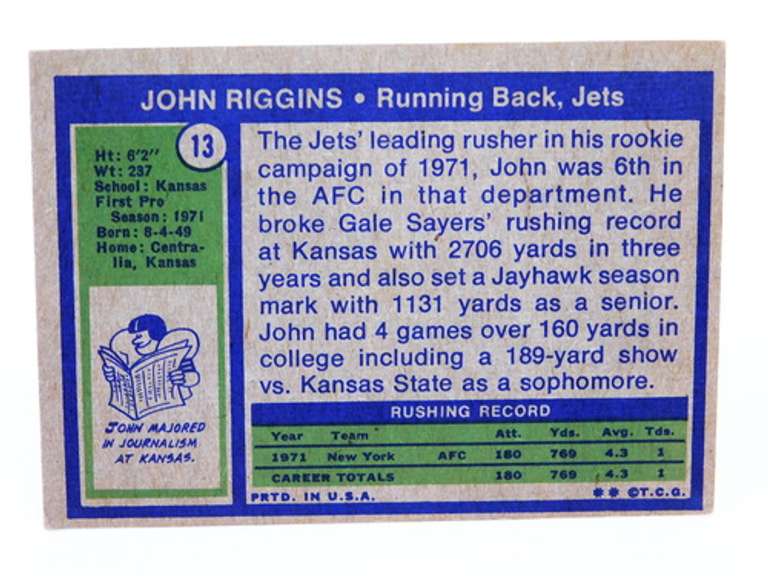 JOHN RIGGINS • Running Back, Jets
13
Ht: 6'2"
Wt: 237
School: Kansas
First Pro
Season: 1971
Born: 8-4-49
Home: Centra-
lia, Kansas
JOHN MAJORED
IN JOURNALISM
AT KANSAS.
The Jets' leading rusher in his rookie
campaign of 1971, John was 6th in
the AFC in that department. He
broke Gale Sayers' rushing record
at Kansas with 2706 yards in three
years and also set a Jayhawk season
mark with 1131 yards as a senior.
John had 4 games over 160 yards in
college including a 189-yard show
vs. Kansas State as a sophomore.
RUSHING RECORD
Year Team Att. Yds. Avg. Tds.
1971 New York AFC 180 769 4.3 1
CAREER TOTALS 180 769 4.3 1
PRTD. IN U.S.A. ** ©T.C.G.